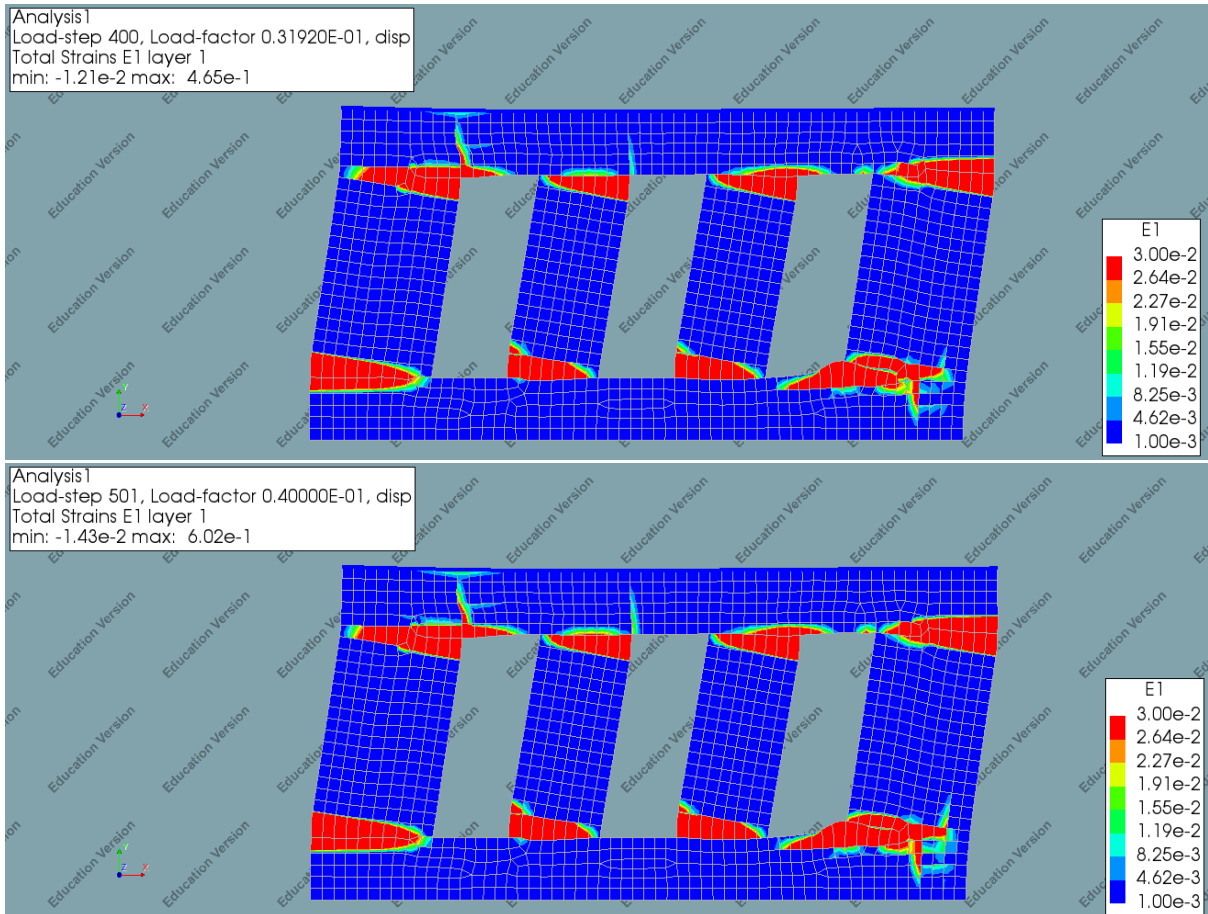 Analysis1
Load-step 400, Load-factor 0.31920E-01, disp
Total Strains E1 layer 1
min: -1.21e-2 max: 4.65e-1
Education Version
E1
3.00e-2
2.64e-2
2.27e-2
1.91e-2
1.55e-2
1.19e-2
8.25e-3
4.62e-3
1.00e-3
Y
Z X
Analysis1
Load-step 501, Load-factor 0.40000E-01, disp
Total Strains E1 layer 1
min: -1.43e-2 max: 6.02e-1
Education Version
E1
3.00e-2
2.64e-2
2.27e-2
1.91e-2
1.55e-2
1.19e-2
8.25e-3
4.62e-3
1.00e-3
Y
Z X